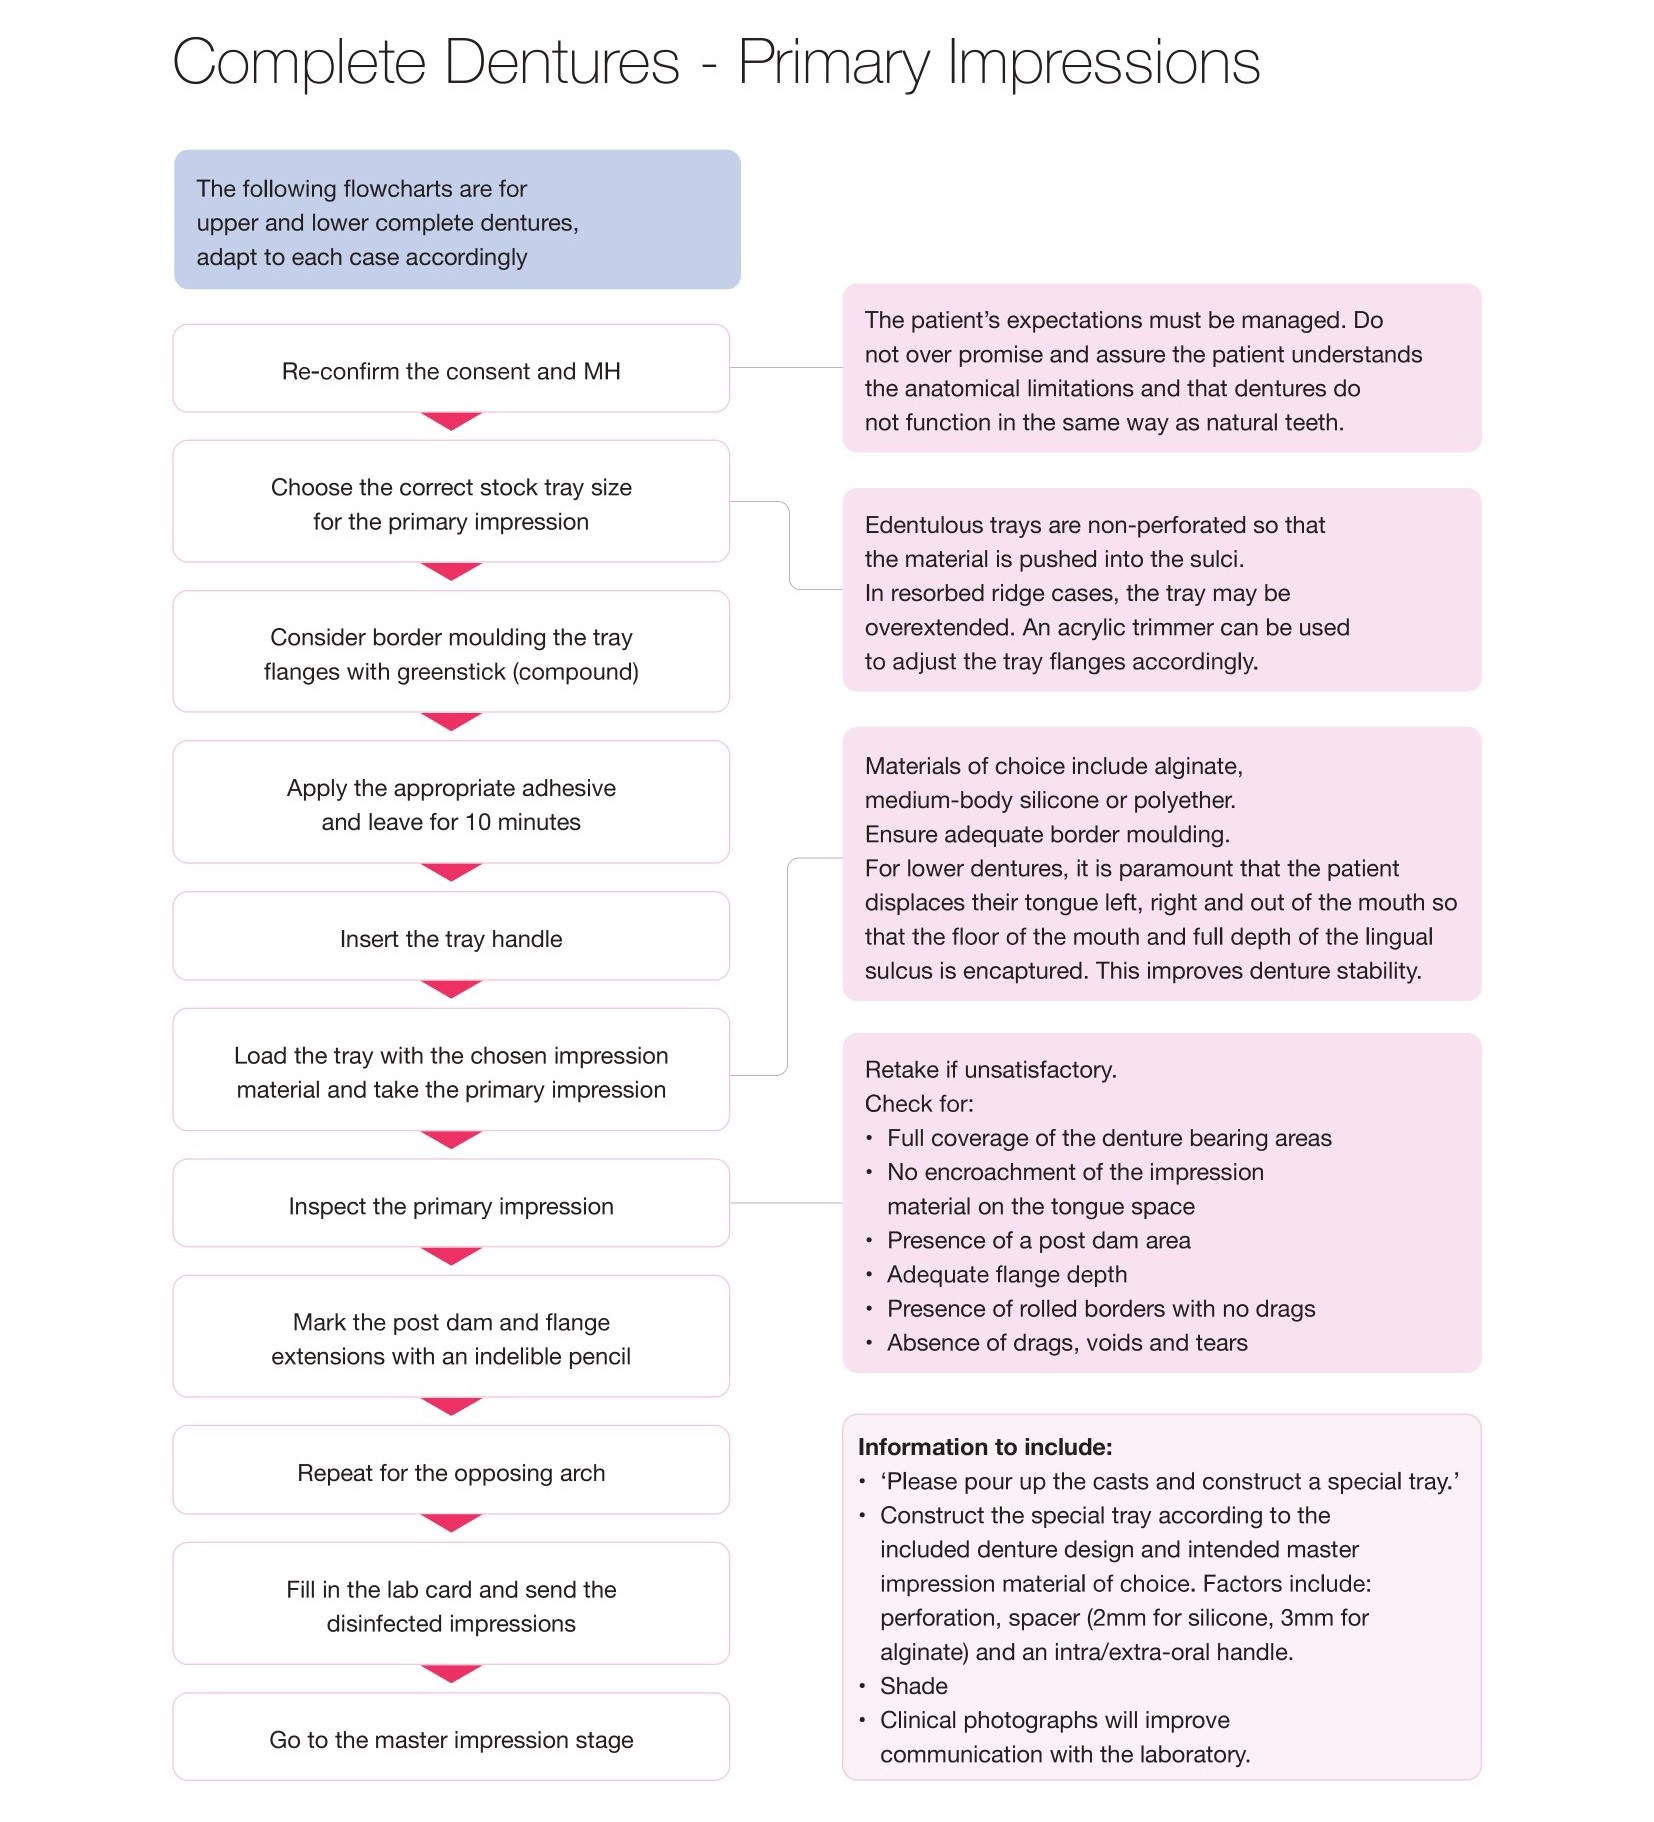 Complete Dentures - Primary Impressions
The following flowcharts are for
upper and lower complete dentures,
adapt to each case accordingly
Re-confirm the consent and MH
The patient’s expectations must be managed. Do
not over promise and assure the patient understands
the anatomical limitations and that dentures do
not function in the same way as natural teeth.
Choose the correct stock tray size
for the primary impression
Edentulous trays are non-perforated so that
the material is pushed into the sulci.
In resorbed ridge cases, the tray may be
overextended. An acrylic trimmer can be used
to adjust the tray flanges accordingly.
Consider border moulding the tray
flanges with greenstick (compound)
Apply the appropriate adhesive
and leave for 10 minutes
Insert the tray handle
Load the tray with the chosen impression
material and take the primary impression
Materials of choice include alginate,
medium-body silicone or polyether.
Ensure adequate border moulding.
For lower dentures, it is paramount that the patient
displaces their tongue left, right and out of the mouth so
that the floor of the mouth and full depth of the lingual
sulcus is encaptured. This improves denture stability.
Inspect the primary impression
Retake if unsatisfactory.
Check for:
• Full coverage of the denture bearing areas
• No encroachment of the impression
material on the tongue space
• Presence of a post dam area
• Adequate flange depth
• Presence of rolled borders with no drags
• Absence of drags, voids and tears
Mark the post dam and flange
extensions with an indelible pencil
Repeat for the opposing arch
Fill in the lab card and send the
disinfected impressions
Information to include:
• ‘Please pour up the casts and construct a special tray.’
• Construct the special tray according to the
included denture design and intended master
impression material of choice. Factors include:
perforation, spacer (2mm for silicone, 3mm for
alginate) and an intra/extra-oral handle.
• Shade
• Clinical photographs will improve
communication with the laboratory.
Go to the master impression stage